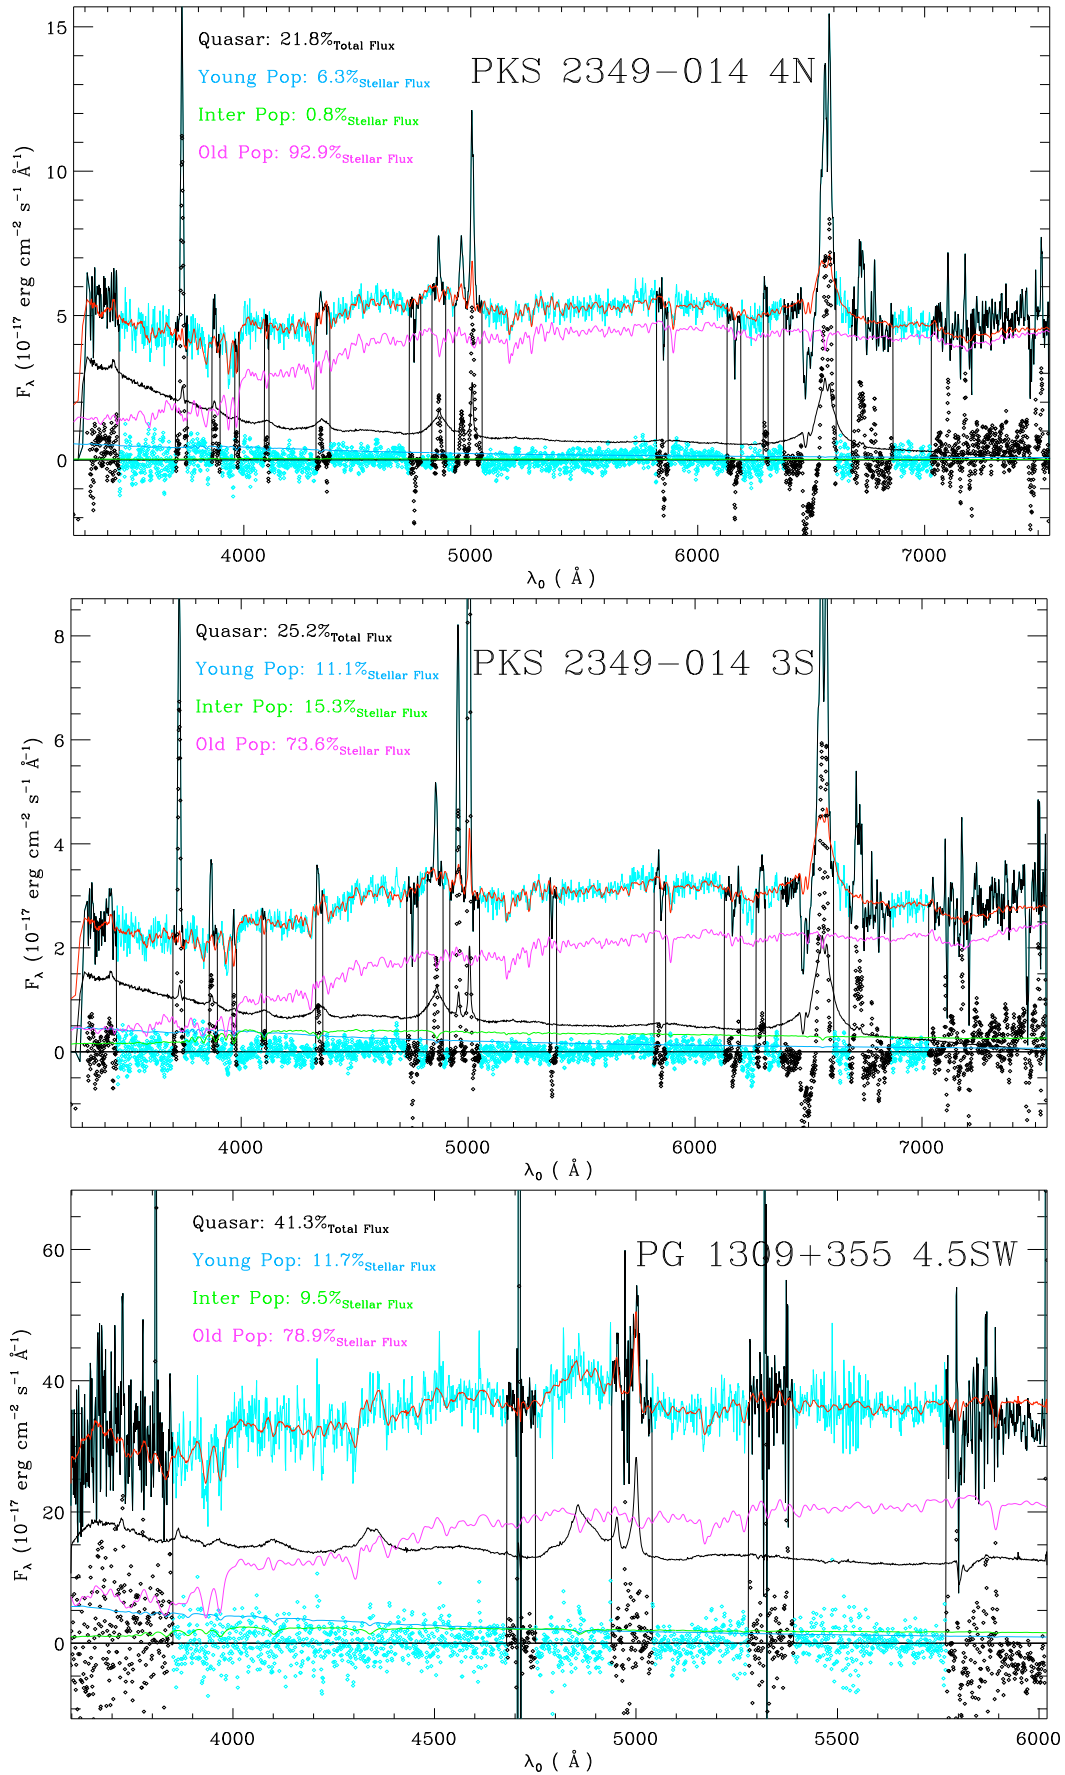 PKS 2349−014 4N
Quasar: 21.8%Total Flux
Young Pop: 6.3%Stellar Flux
Inter Pop: 0.8%Stellar Flux
Old Pop: 92.9%Stellar Flux
15
10
5
0
Fλ (10⁻¹⁷ erg cm⁻² s⁻¹ Å⁻¹)
4000 5000 6000 7000
λ₀ ( Å )
PKS 2349−014 3S
Quasar: 25.2%Total Flux
Young Pop: 11.1%Stellar Flux
Inter Pop: 15.3%Stellar Flux
Old Pop: 73.6%Stellar Flux
8
6
4
2
0
Fλ (10⁻¹⁷ erg cm⁻² s⁻¹ Å⁻¹)
4000 5000 6000 7000
λ₀ ( Å )
PG 1309+355 4.5SW
Quasar: 41.3%Total Flux
Young Pop: 11.7%Stellar Flux
Inter Pop: 9.5%Stellar Flux
Old Pop: 78.9%Stellar Flux
60
40
20
0
Fλ (10⁻¹⁷ erg cm⁻² s⁻¹ Å⁻¹)
4000 4500 5000 5500 6000
λ₀ ( Å )